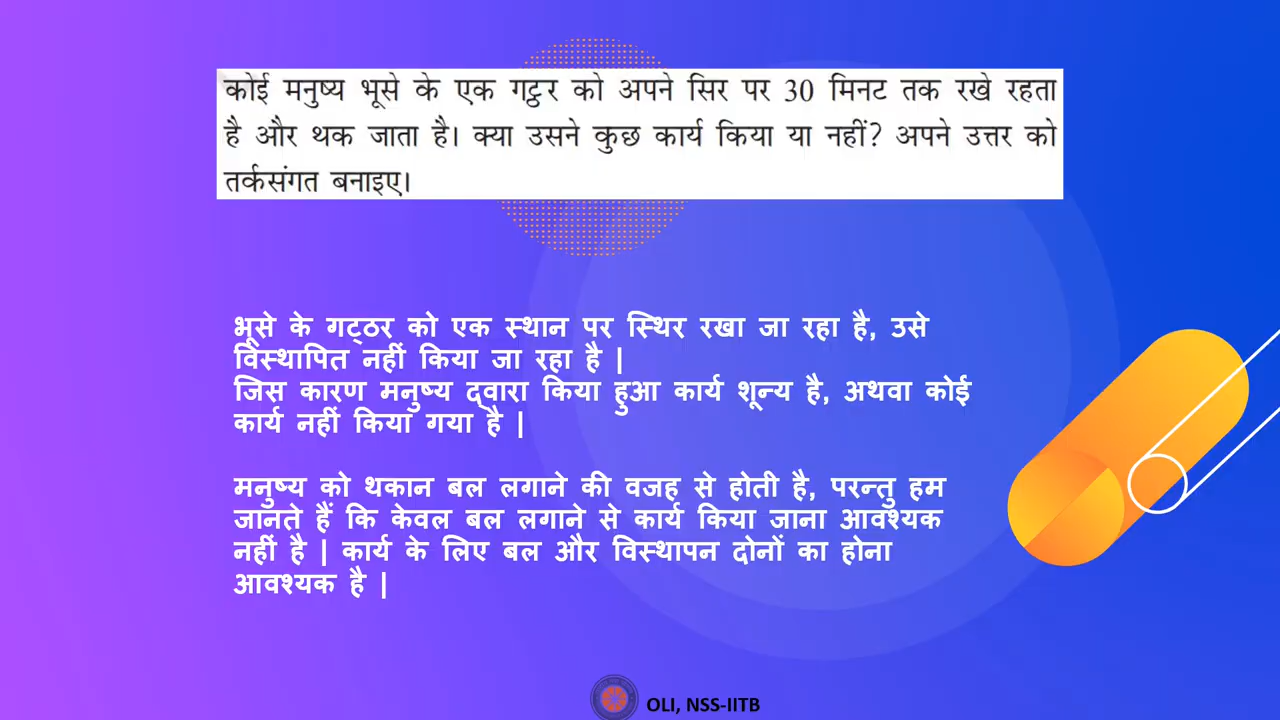 कोई मनुष्य भूसे के एक गट्ठर को अपने सिर पर 30 मिनट तक रखे रहता
है और थक जाता है। क्या उसने कुछ कार्य किया या नहीं? अपने उत्तर को
तर्कसंगत बनाइए।
भूसे के गट्ठर को एक स्थान पर स्थिर रखा जा रहा है, उसे
विस्थापित नहीं किया जा रहा है |
जिस कारण मनुष्य द्वारा किया हुआ कार्य शून्य है, अथवा कोई
कार्य नहीं किया गया है |
मनुष्य को थकान बल लगाने की वजह से होती है, परन्तु हम
जानते हैं कि केवल बल लगाने से कार्य किया जाना आवश्यक
नहीं है | कार्य के लिए बल और विस्थापन दोनों का होना
आवश्यक है |
OLI, NSS-IITB